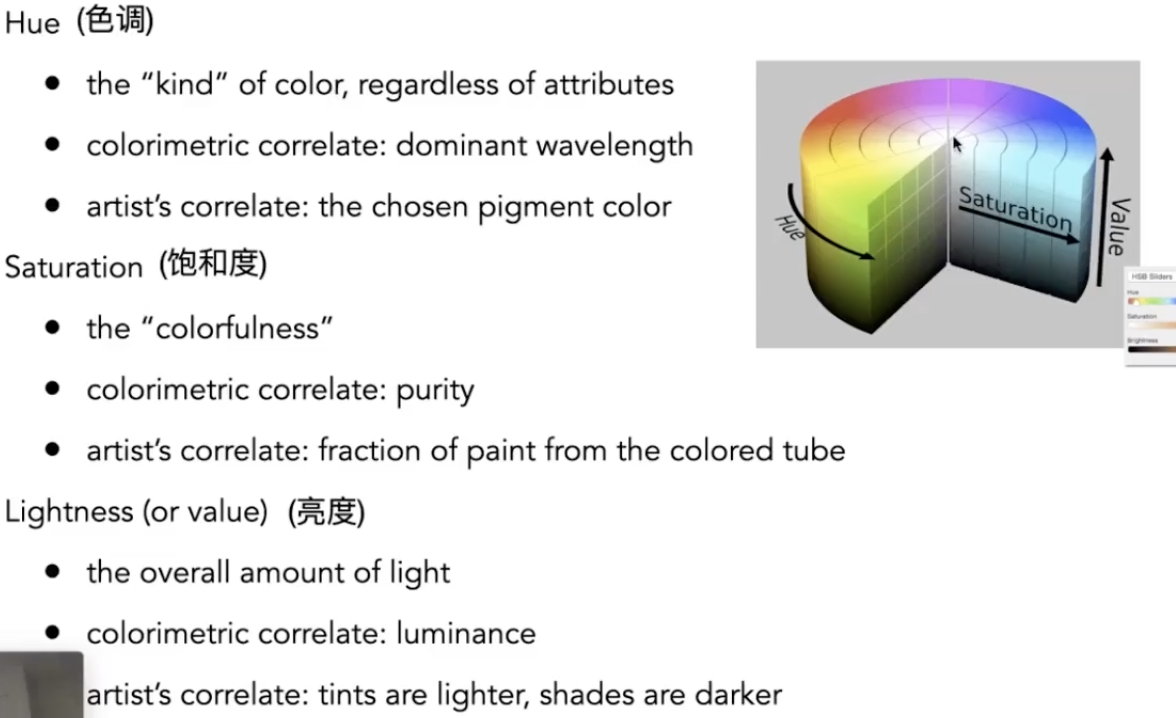 Hue (色调)
• the “kind” of color, regardless of attributes
• colorimetric correlate: dominant wavelength
• artist’s correlate: the chosen pigment color
Saturation (饱和度)
• the “colorfulness”
• colorimetric correlate: purity
• artist’s correlate: fraction of paint from the colored tube
Lightness (or value) (亮度)
• the overall amount of light
• colorimetric correlate: luminance
artist’s correlate: tints are lighter, shades are darker
Hue
Saturation
Value
HSB Sliders
Hue
Saturation
Brightness